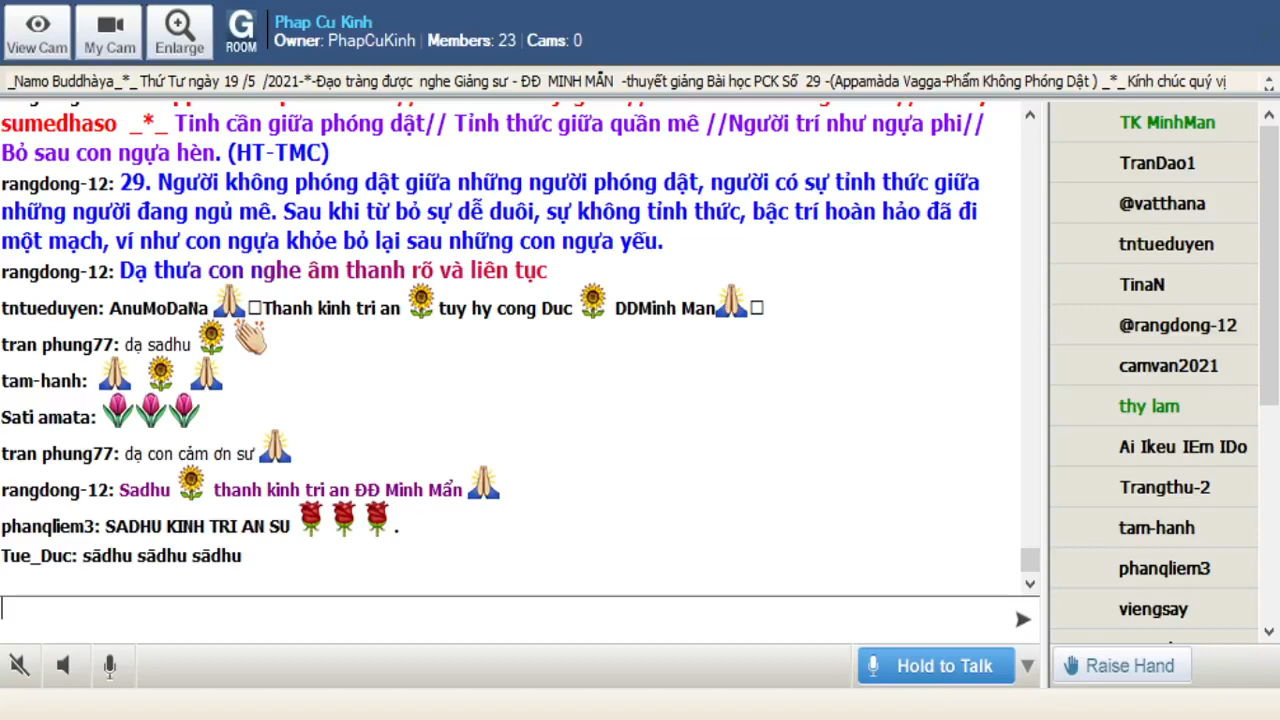 View Cam
My Cam
Enlarge
G
ROOM
Phap Cu Kinh
Owner: PhapCuKinh | Members: 23 | Cams: 0
_Namo Buddhàya_*_ Thứ Tư ngày 19 /5 /2021-*-Đạo tràng được nghe Giảng sư - ĐĐ MINH MẪN -thuyết giảng Bài học PCK Số 29 -(Appamàda Vagga-Phẩm Không Phóng Dật ) _*_Kính chúc quý vị
sumedhaso _*_ Tinh cần giữa phóng dật// Tỉnh thức giữa quần mê //Người trí như ngựa phi//
Bỏ sau con ngựa hèn. (HT-TMC)
rangdong-12: 29. Người không phóng dật giữa những người phóng dật, người có sự tỉnh thức giữa
những người đang ngủ mê. Sau khi từ bỏ sự dễ duôi, sự không tỉnh thức, bậc trí hoàn hảo đã đi
một mạch, ví như con ngựa khỏe bỏ lại sau những con ngựa yếu.
rangdong-12: Dạ thưa con nghe âm thanh rõ và liên tục
tntueduyen: AnuMoDaNa Thanh kinh tri an tuy hy cong Duc DDMinh Man
tran phung77: dạ sadhu
tam-hanh:
Sati amata:
tran phung77: dạ con cảm ơn sư
rangdong-12: Sadhu thanh kinh tri an ĐĐ Minh Mẩn
phanqliem3: SADHU KINH TRI AN SU .
Tue_Duc: sādhu sādhu sādhu
Hold to Talk
TK MinhMan
TranDao1
@vatthana
tntueduyen
TinaN
@rangdong-12
camvan2021
thy lam
Ai Ikeu IEm IDo
Trangthu-2
tam-hanh
phanqliem3
viengsay
Raise Hand